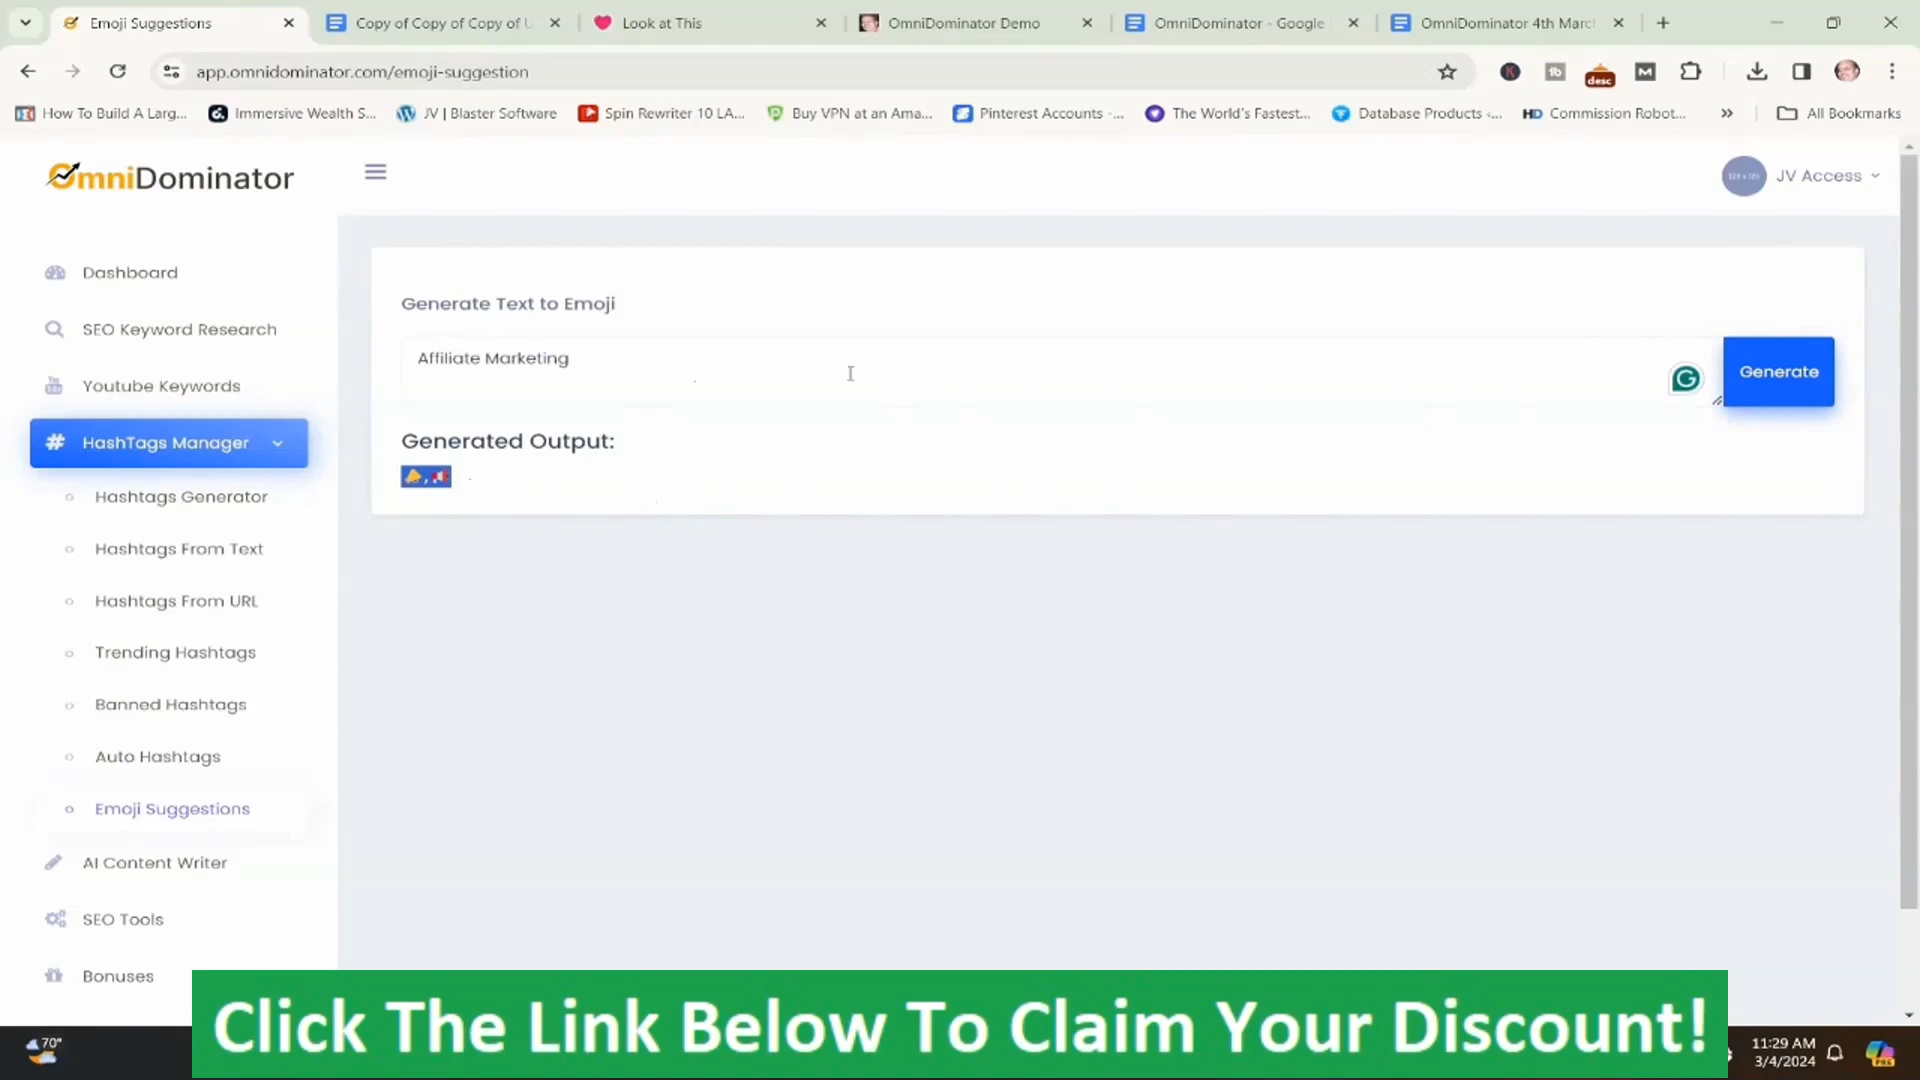 Emoji Suggestions
Copy of Copy of Copy of U
Look at This
OmniDominator Demo
OmniDominator - Google
OmniDominator 4th Marc
app.omnidominator.com/emoji-suggestion
desc
How To Build A Larg...
Immersive Wealth S...
JV | Blaster Software
Spin Rewriter 10 LA...
Buy VPN at an Ama...
Pinterest Accounts -...
The World's Fastest...
Database Products <...
HD Commission Robot...
All Bookmarks
OmniDominator
JV Access
Dashboard
SEO Keyword Research
Youtube Keywords
# HashTags Manager
Hashtags Generator
Hashtags From Text
Hashtags From URL
Trending Hashtags
Banned Hashtags
Auto Hashtags
Emoji Suggestions
AI Content Writer
SEO Tools
Bonuses
Generate Text to Emoji
Affiliate Marketing
Generate
Generated Output:
📣,📢
Click The Link Below To Claim Your Discount!
70°
11:29 AM
3/4/2024